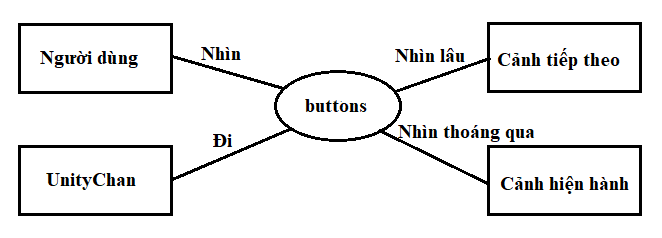 Người dùng
Nhìn
Nhìn lâu
Cảnh tiếp theo
buttons
Đi
Nhìn thoáng qua
UnityChan
Cảnh hiện hành